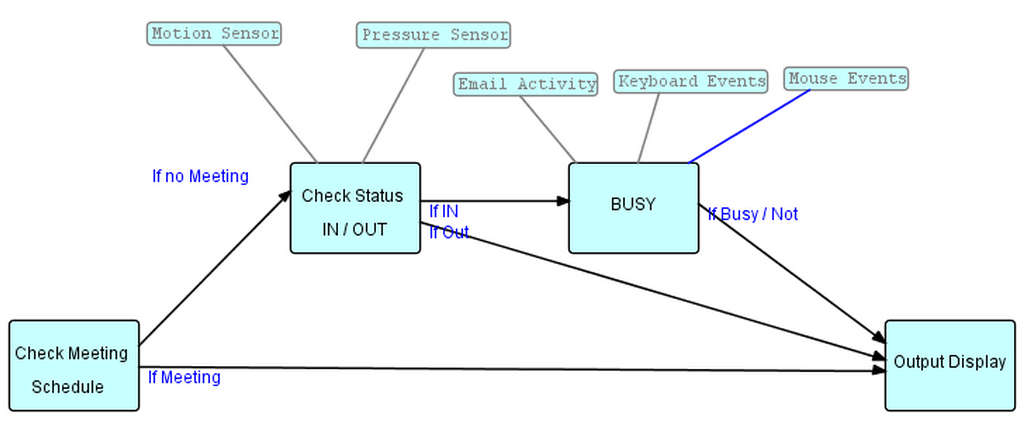 Motion Sensor
Pressure Sensor
Email Activity
Keyboard Events
Mouse Events
If no Meeting
Check Status
IN / OUT
If IN
If Out
BUSY
If Busy / Not
Check Meeting
Schedule
If Meeting
Output Display